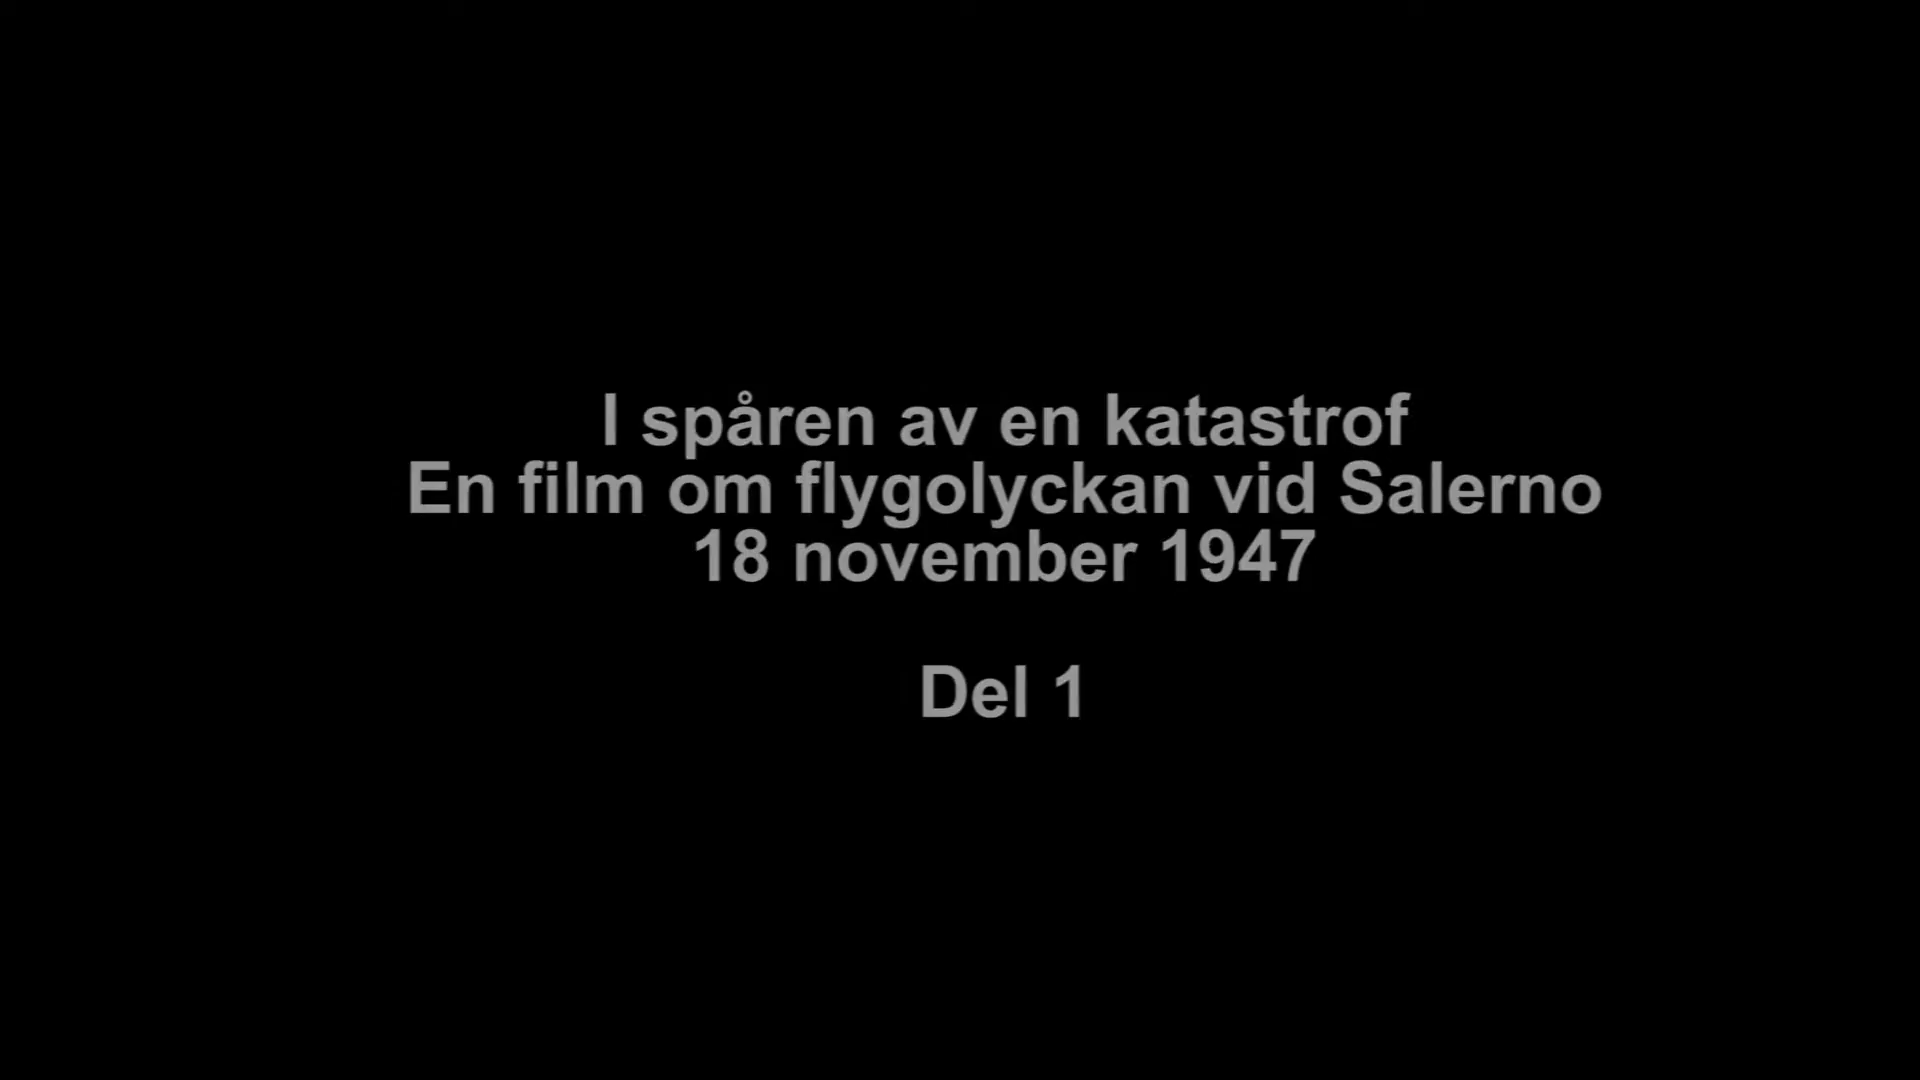 I spåren av en katastrof
En film om flygolyckan vid Salerno
18 november 1947
Del 1